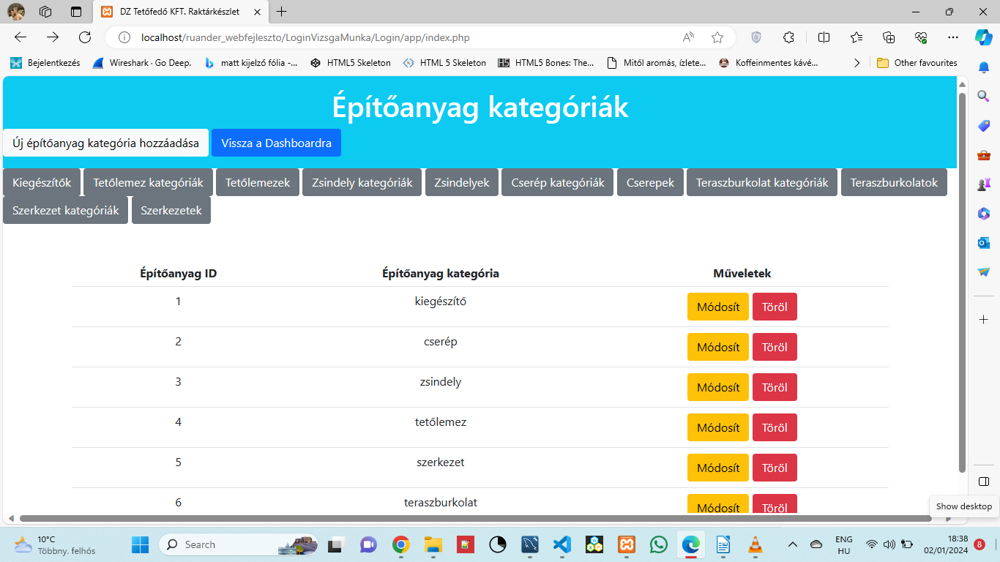 DZ Tetőfedő KFT. Raktárkészlet
localhost/ruander_webfejleszto/LoginVizsgaMunka/Login/app/index.php
Bejelentkezés
Wireshark · Go Deep.
matt kijelző fólia -...
HTML5 Skeleton
HTML 5 Skeleton
H5
HTML5 Bones: The...
Mitől aromás, ízlete...
Koffeinmentes kávé...
Other favourites
Építőanyag kategóriák
Új építőanyag kategória hozzáadása Vissza a Dashboardra
Kiegészítők Tetőlemez kategóriák Tetőlemezek Zsindely kategóriák Zsindelyek Cserép kategóriák Cserepek Teraszburkolat kategóriák Teraszburkolatok
Szerkezet kategóriák Szerkezetek
Építőanyag ID Építőanyag kategória Műveletek
1 kiegészítő Módosít Töröl
2 cserép Módosít Töröl
3 zsindely Módosít Töröl
4 tetőlemez Módosít Töröl
5 szerkezet Módosít Töröl
6 teraszburkolat Módosít Töröl
Show desktop
10°C
Többny. felhós
Search
ENG
HU
18:38
02/01/2024
8